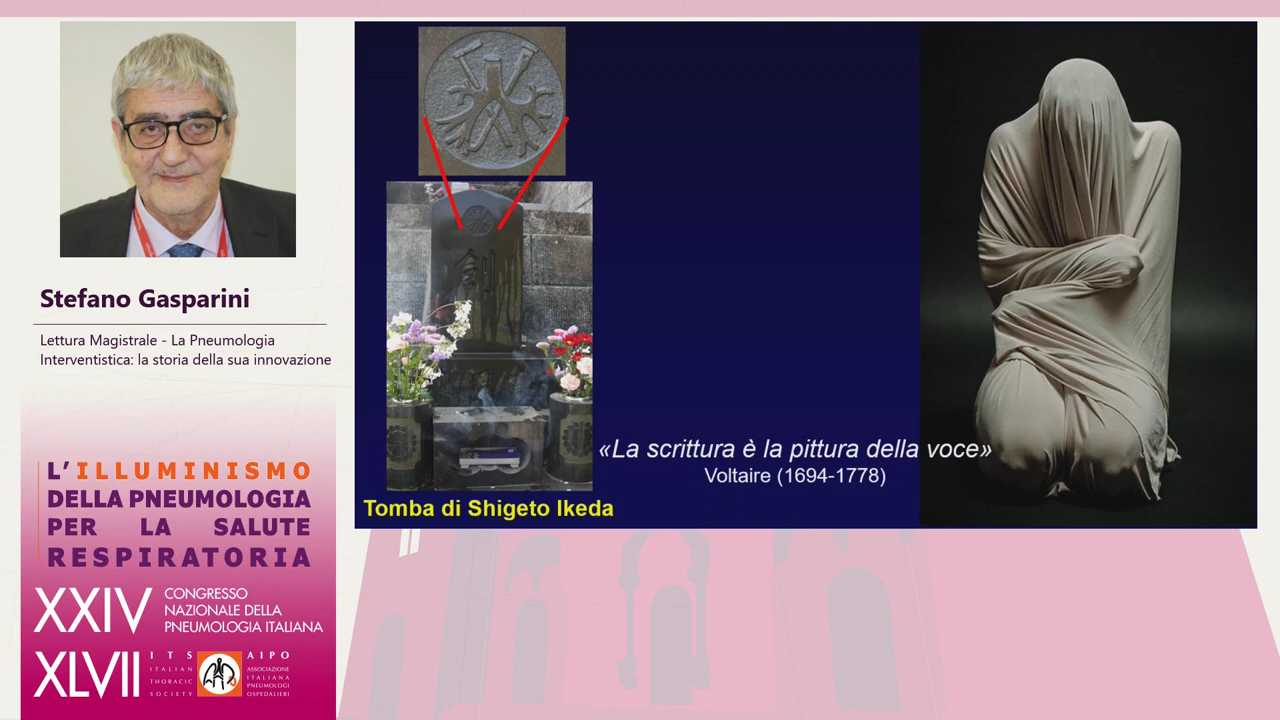 Stefano Gasparini
Lettura Magistrale - La Pneumologia
Interventistica: la storia della sua innovazione
L'ILLUMINISMO
DELLA PNEUMOLOGIA
PER LA SALUTE
RESPIRATORIA
XXIV
CONGRESSO
NAZIONALE DELLA
PNEUMOLOGIA ITALIANA
XLVII
ITS
ITALIAN
THORACIC
SOCIETY
AIPO
ASSOCIAZIONE
ITALIANA
PNEUMOLOGI
OSPEDALIERI
創
«La scrittura è la pittura della voce»
Voltaire (1694-1778)
Tomba di Shigeto Ikeda